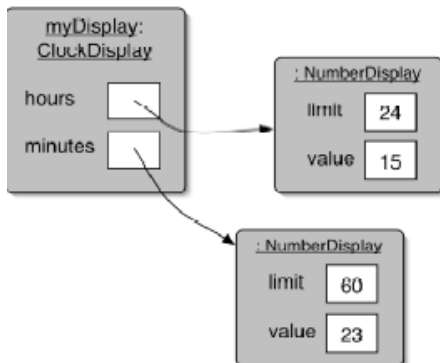 myDisplay:
ClockDisplay
hours
minutes
: NumberDisplay
limit 24
value 15
: NumberDisplay
limit 60
value 23